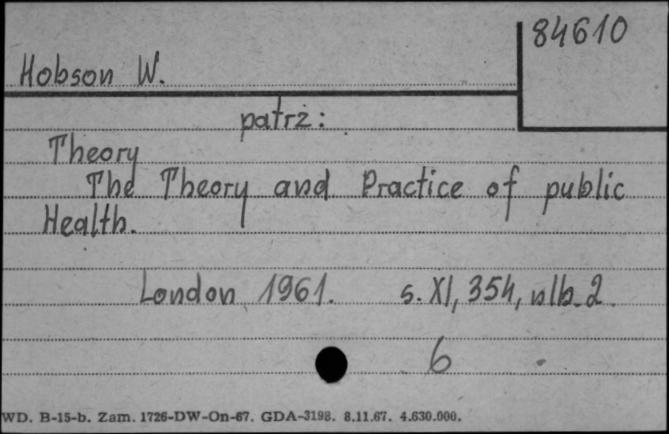 84610
Hobson W.
patrz:
Theory
The Theory and Practice of public
Health.
London 1961. s. XI, 354, nlb. 2.
6
WD. B-15-b. Zam. 1726-DW-On-67. GDA-3198. 8.11.67. 4.630.000.